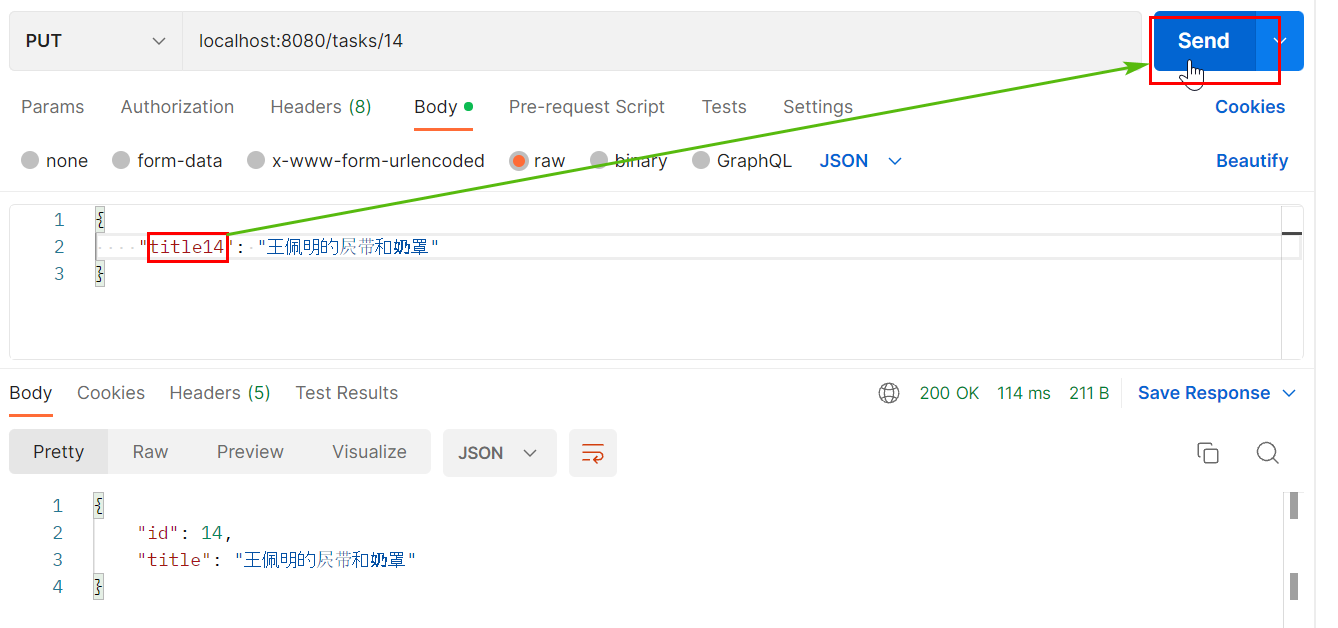 PUT localhost:8080/tasks/14 Send
Params Authorization Headers (8) Body Pre-request Script Tests Settings Cookies
none form-data x-www-form-urlencoded raw binary GraphQL JSON Beautify
1 {
2 "title14": "王佩明的屄带和奶罩"
3 }
Body Cookies Headers (5) Test Results 200 OK 114 ms 211 B Save Response
Pretty Raw Preview Visualize JSON
1 {
2 "id": 14,
3 "title": "王佩明的屄带和奶罩"
4 }